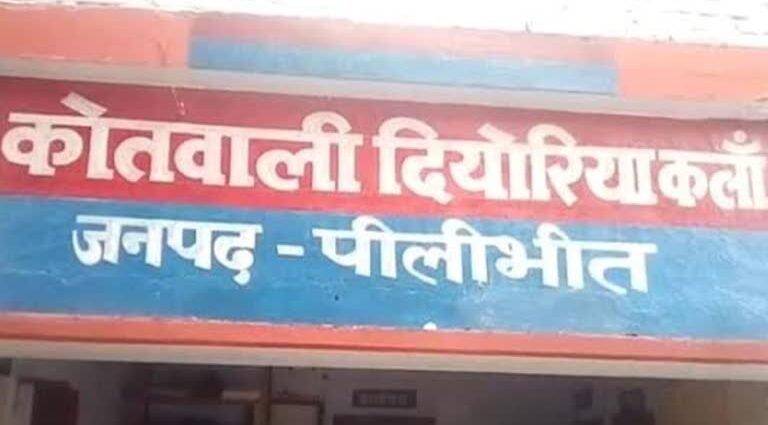 कोतवाली दियोरिया कलाँ
जनपद - पीलीभीत